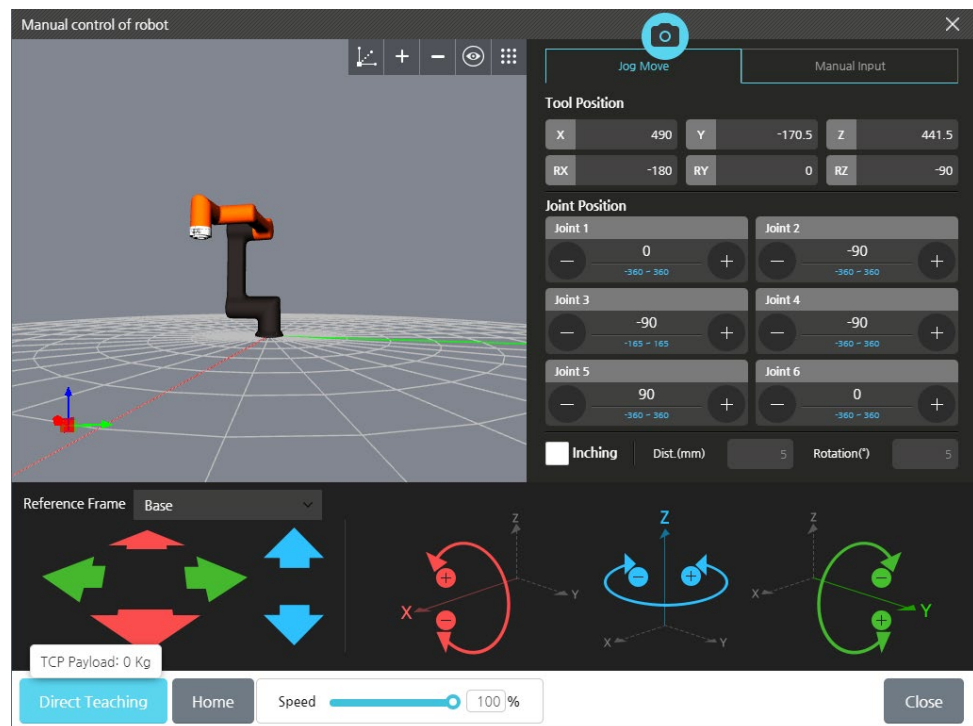 Manual control of robot
Jog Move
Manual Input
Tool Position
X 490 Y -170.5 Z 441.5
RX -180 RY 0 RZ -90
Joint Position
Joint 1 Joint 2
− 0 + − -90 +
-360 ~ 360 -360 ~ 360
Joint 3 Joint 4
− -90 + − -90 +
-165 ~ 165 -360 ~ 360
Joint 5 Joint 6
− 90 + − 0 +
-360 ~ 360 -360 ~ 360
Inching Dist.(mm) 5 Rotation(°) 5
Reference Frame Base
Z Z Z
+ − + −
X Y X Y X Y
− +
TCP Payload: 0 Kg
Direct Teaching Home Speed 100 % Close